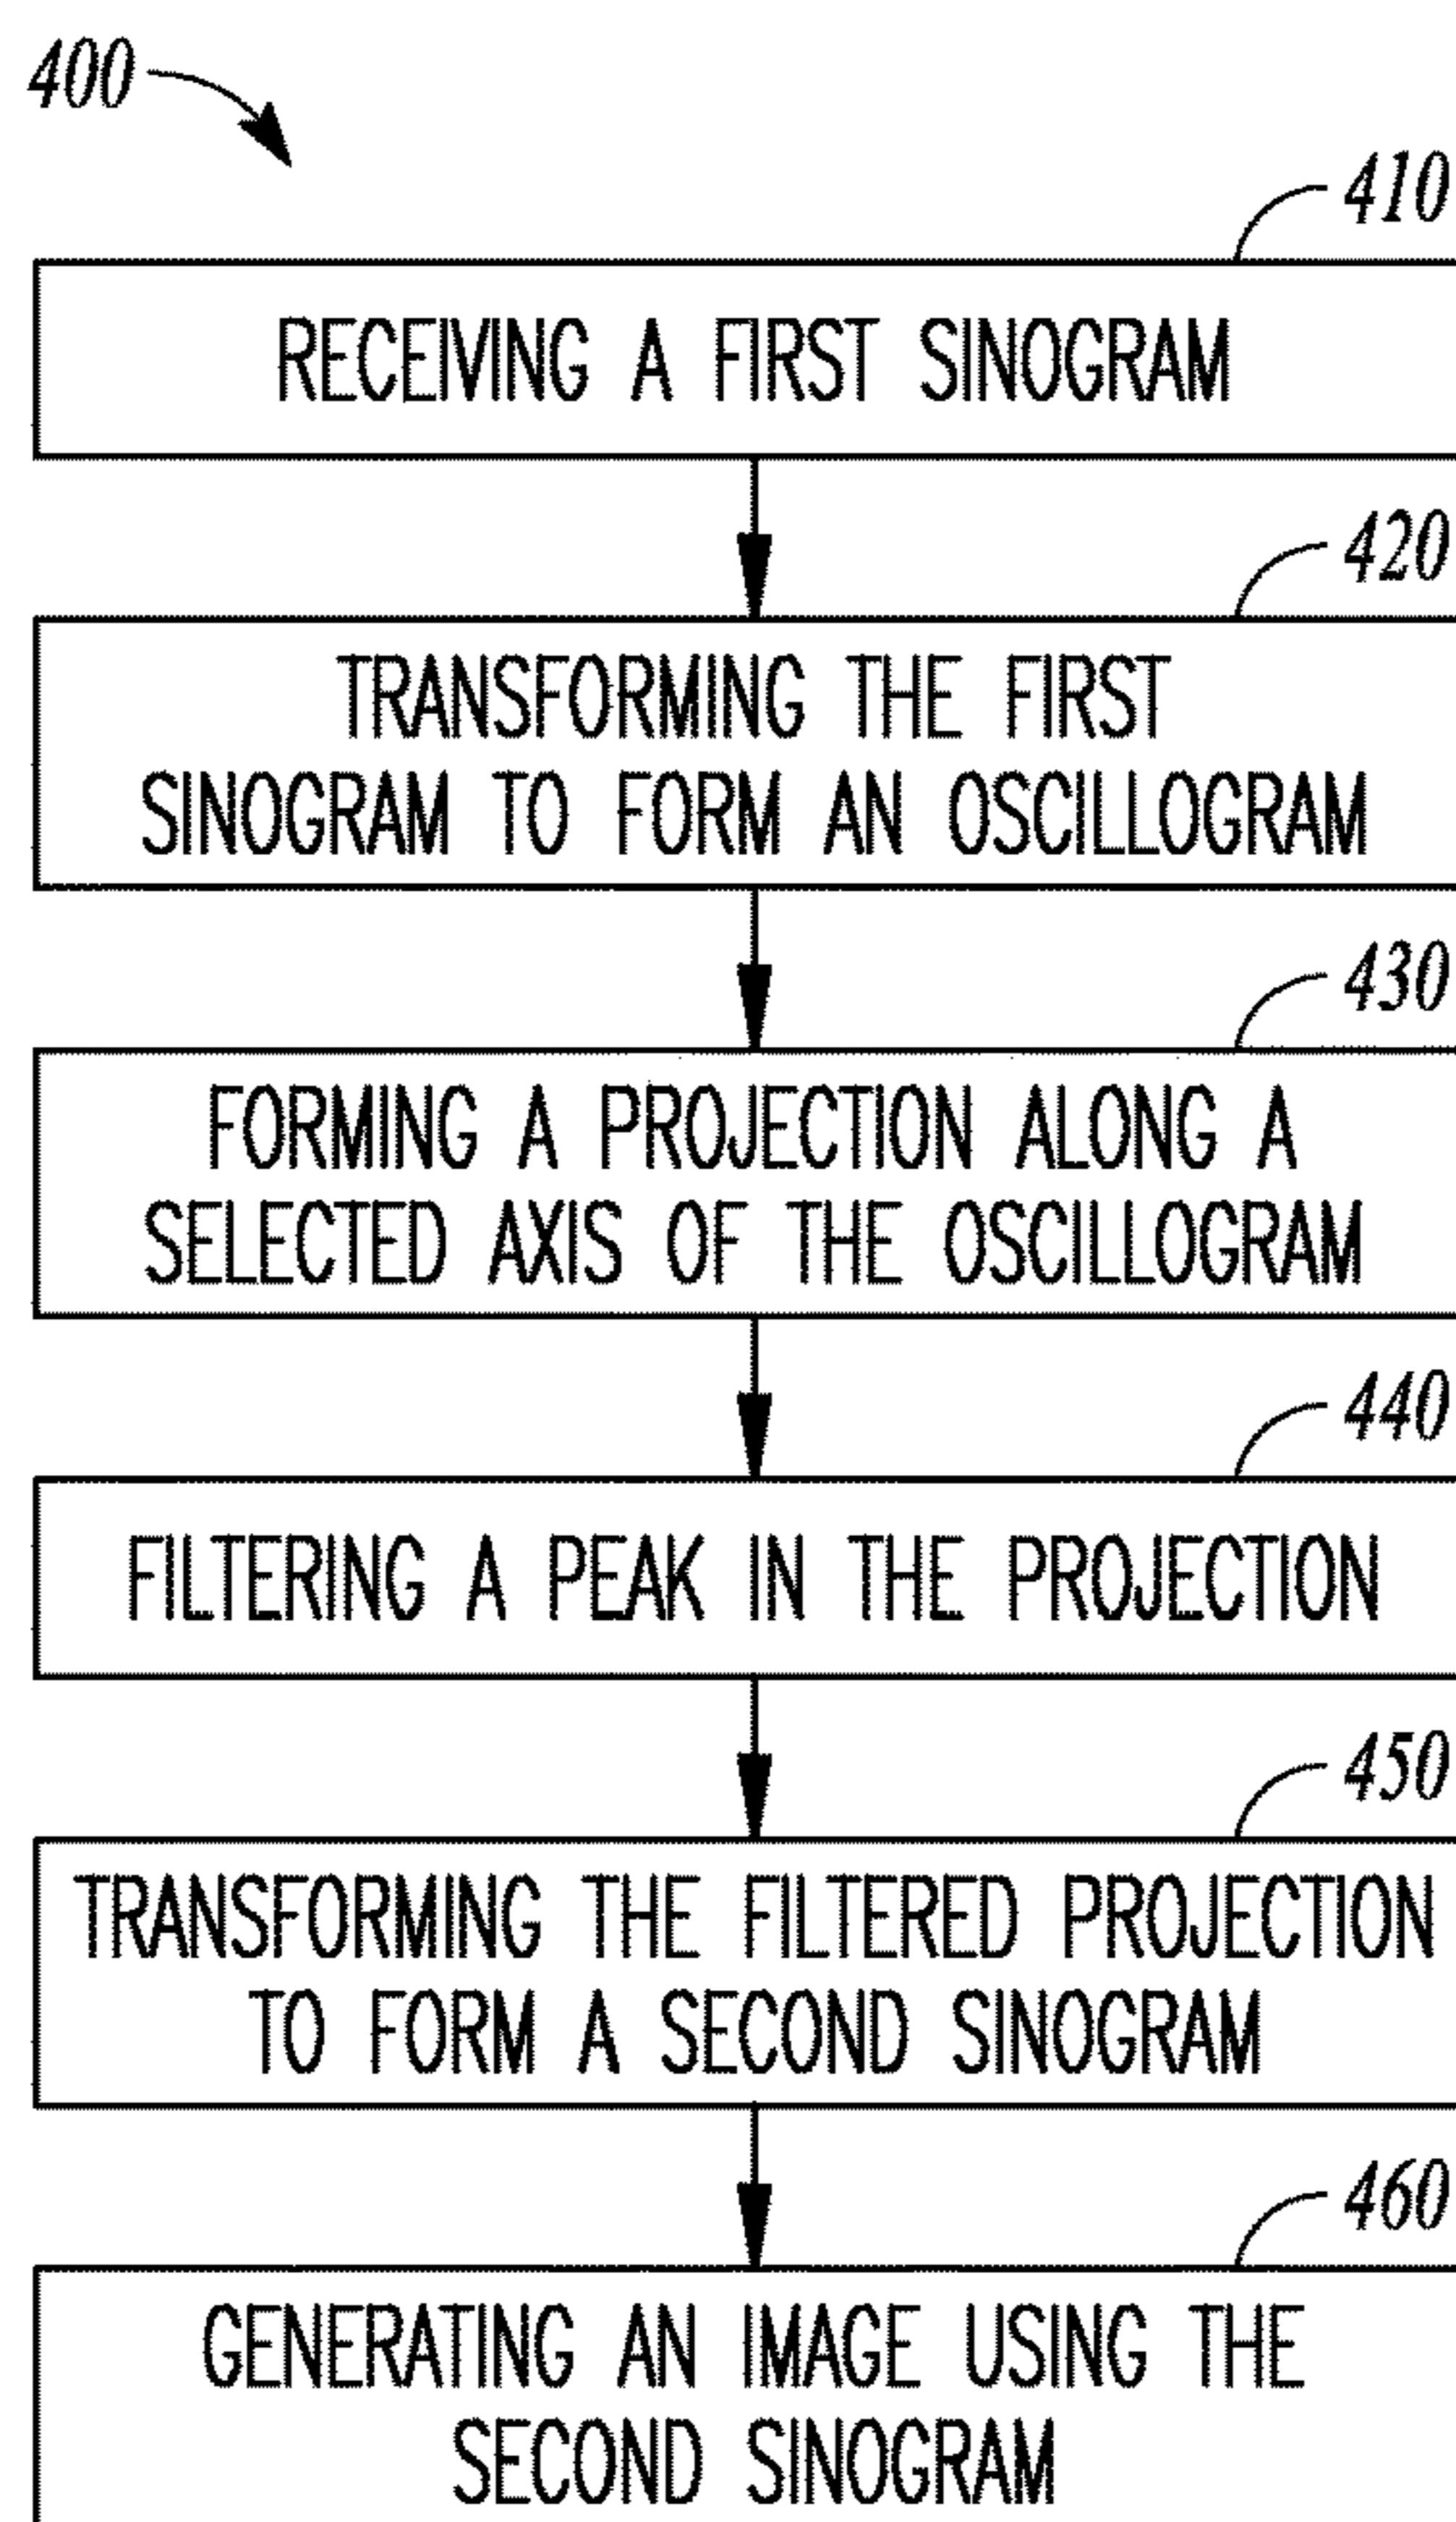 400
410
RECEIVING A FIRST SINOGRAM
420
TRANSFORMING THE FIRST
SINOGRAM TO FORM AN OSCILLOGRAM
430
FORMING A PROJECTION ALONG A
SELECTED AXIS OF THE OSCILLOGRAM
440
FILTERING A PEAK IN THE PROJECTION
450
TRANSFORMING THE FILTERED PROJECTION
TO FORM A SECOND SINOGRAM
460
GENERATING AN IMAGE USING THE
SECOND SINOGRAM